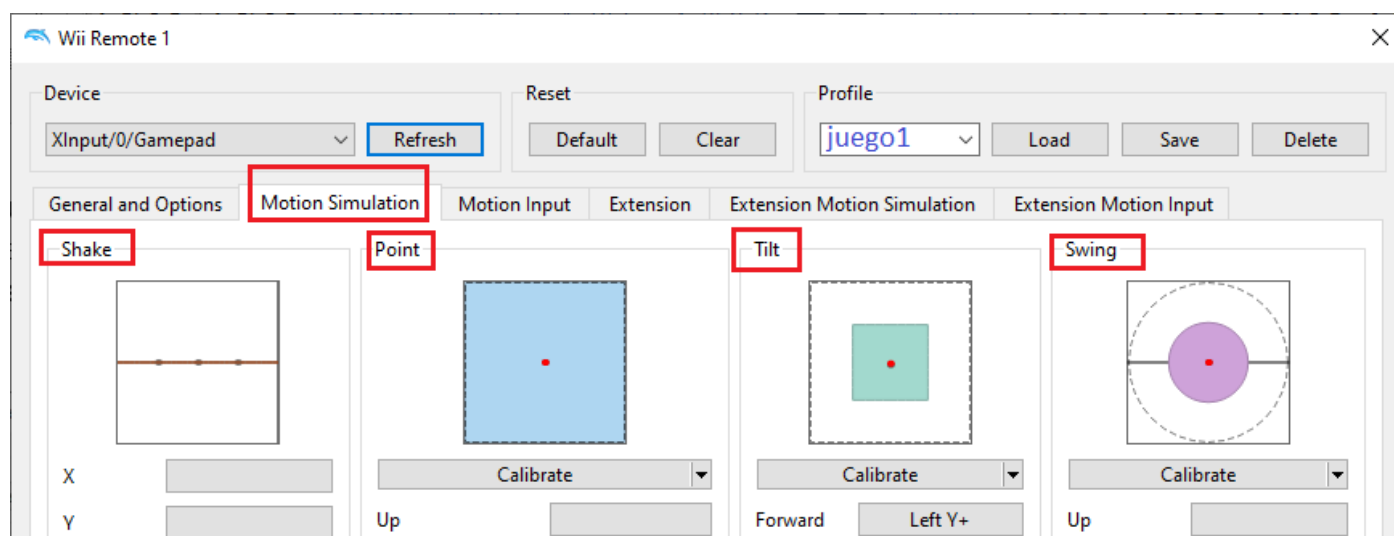 Wii Remote 1
Device Reset Profile
XInput/0/Gamepad Refresh Default Clear juego1 Load Save Delete
General and Options Motion Simulation Motion Input Extension Extension Motion Simulation Extension Motion Input
Shake Point Tilt Swing
Calibrate Calibrate Calibrate
X
Y Up Forward Left Y+ Up